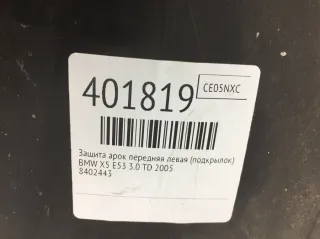 401819
CE05NXC
Защита арок передняя левая (подкрылок)
BMW X5 E53 3.0 TD 2005
8402443